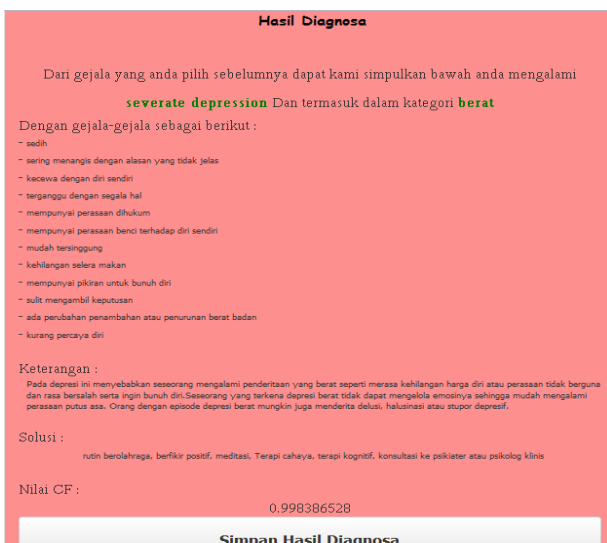 Hasil Diagnosa
Dari gejala yang anda pilih sebelumnya dapat kami simpulkan bawah anda mengalami
severate depression Dan termasuk dalam kategori berat
Dengan gejala-gejala sebagai berikut :
- sedih
- sering menangis dengan alasan yang tidak jelas
- kecewa dengan diri sendiri
- terganggu dengan segala hal
- mempunyai perasaan dihukum
- mempunyai perasaan benci terhadap diri sendiri
- mudah tersinggung
- kehilangan selera makan
- mempunyai pikiran untuk bunuh diri
- sulit mengambil keputusan
- ada perubahan penambahan atau penurunan berat badan
- kurang percaya diri
Keterangan :
Pada depresi ini menyebabkan seseorang mengalami penderitaan yang berat seperti merasa kehilangan harga diri atau perasaan tidak berguna
dan rasa bersalah serta ingin bunuh diri.Seseorang yang terkena depresi berat tidak dapat mengelola emosinya sehingga mudah mengalami
perasaan putus asa. Orang dengan episode depresi berat mungkin juga menderita delusi, halusinasi atau stupor depresif.
Solusi :
rutin berolahraga, berfikir positif, meditasi, Terapi cahaya, terapi kognitif, konsultasi ke psikiater atau psikolog klinis
Nilai CF :
0.998386528
Simpan Hasil Diagnosa